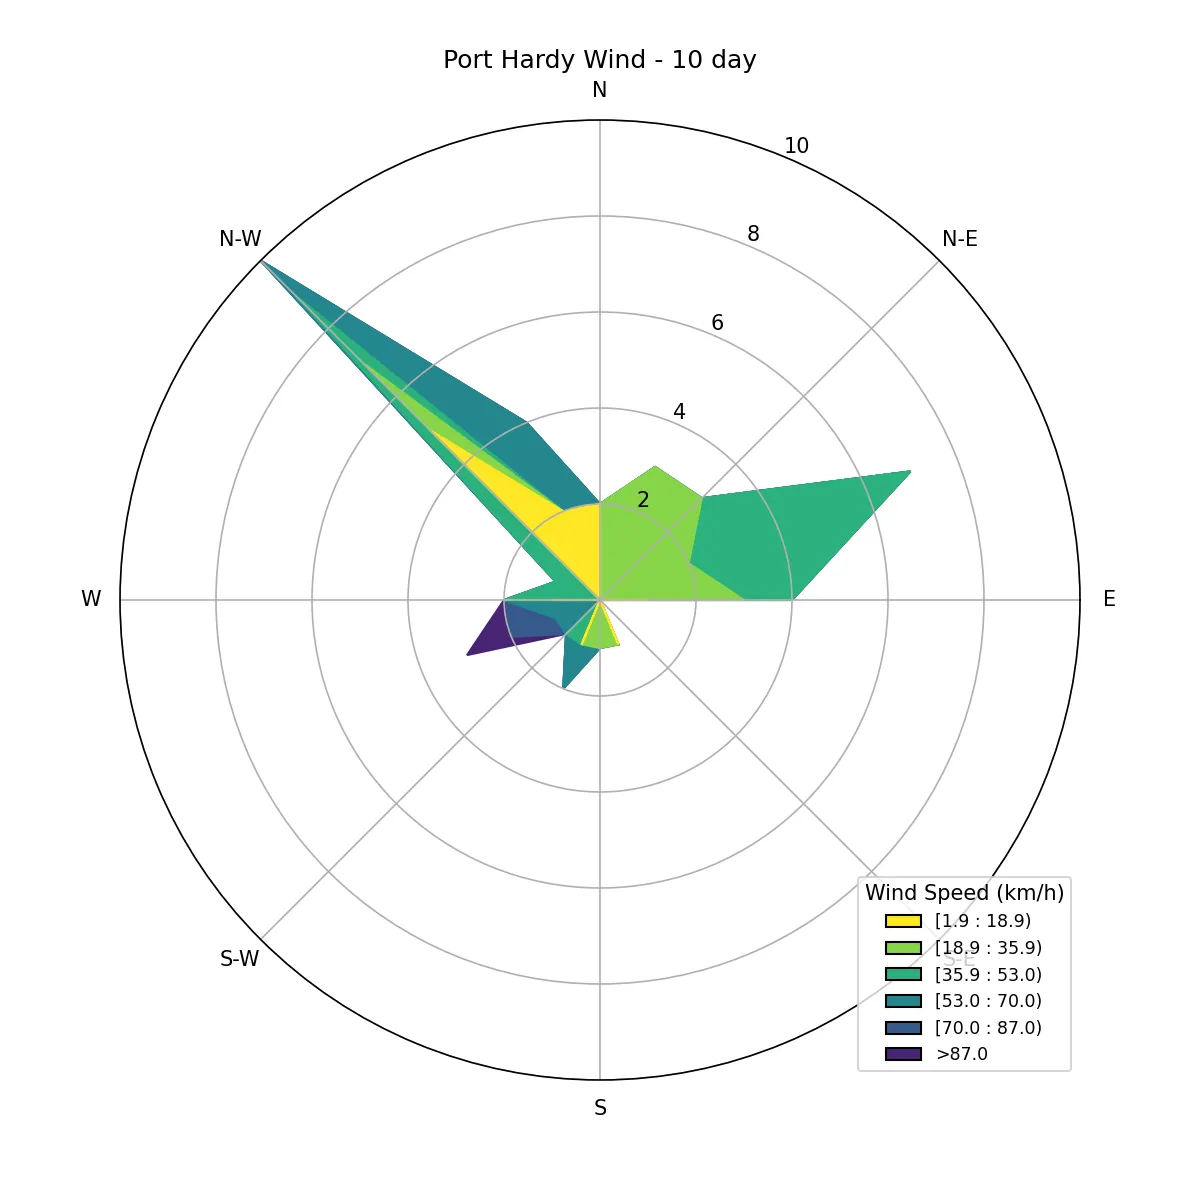 Port Hardy Wind - 10 day
N
10
N-W
N-E
8
6
4
2
W
E
Wind Speed (km/h)
[1.9 : 18.9)
[18.9 : 35.9)
S-W
S-E
[35.9 : 53.0)
[53.0 : 70.0)
[70.0 : 87.0)
>87.0
S